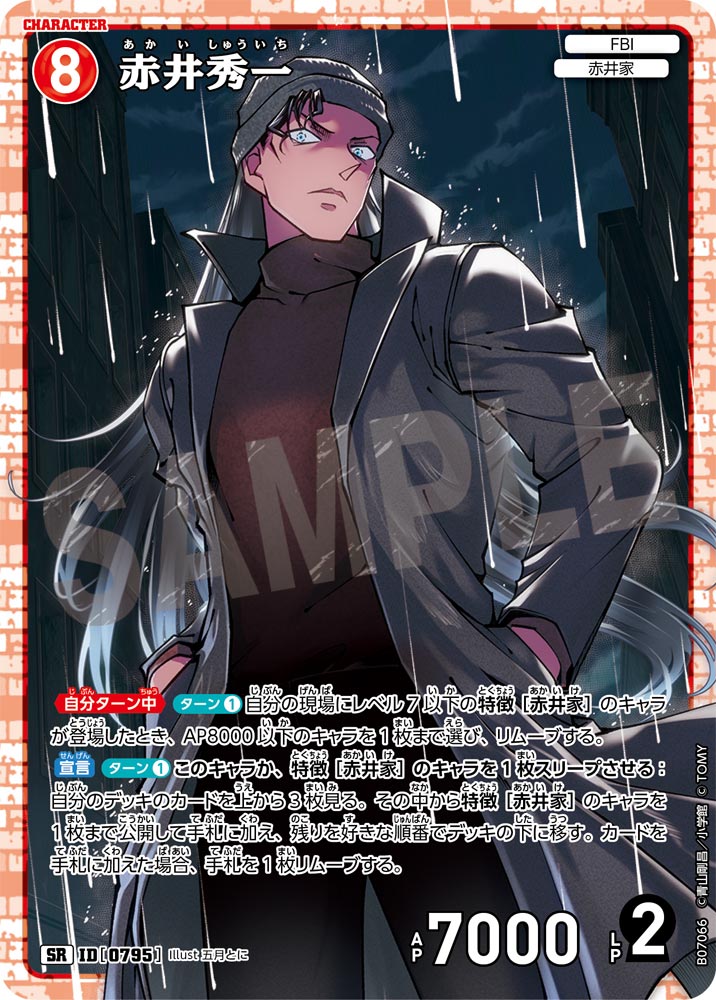 CHARACTER
8
あかいしゅういち
赤井秀一
FBI
赤井家
SAMPLE
自分ターン中 ターン1 自分の現場にレベル7以下の特徴［赤井家］のキャラ
が登場したとき、AP8000以下のキャラを1枚まで選び、リムーブする。
宣言 ターン1 このキャラか、特徴［赤井家］のキャラを1枚スリープさせる：
自分のデッキのカードを上から3枚見る。その中から特徴［赤井家］のキャラを
1枚まで公開して手札に加え、残りを好きな順番でデッキの下に移す。カードを
手札に加えた場合、手札を1枚リムーブする。
AP 7000
LP 2
SR ID[0795] Illust 五月とに
B07066 ©青山剛昌／小学館 ©TOMY